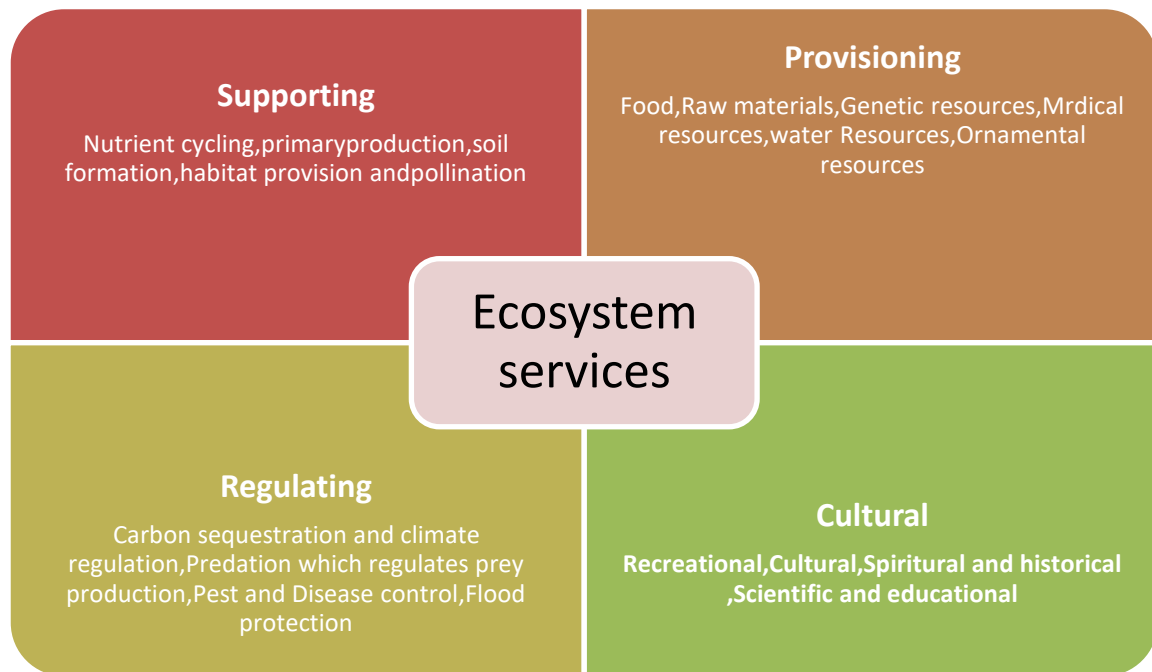 Supporting
Nutrient cycling,primaryproduction,soil
formation,habitat provision andpollination
Provisioning
Food,Raw materials,Genetic resources,Mrdical
resources,water Resources,Ornamental
resources
Ecosystem
services
Regulating
Carbon sequestration and climate
regulation,Predation which regulates prey
production,Pest and Disease control,Flood
protection
Cultural
Recreational,Cultural,Spiritural and historical
,Scientific and educational